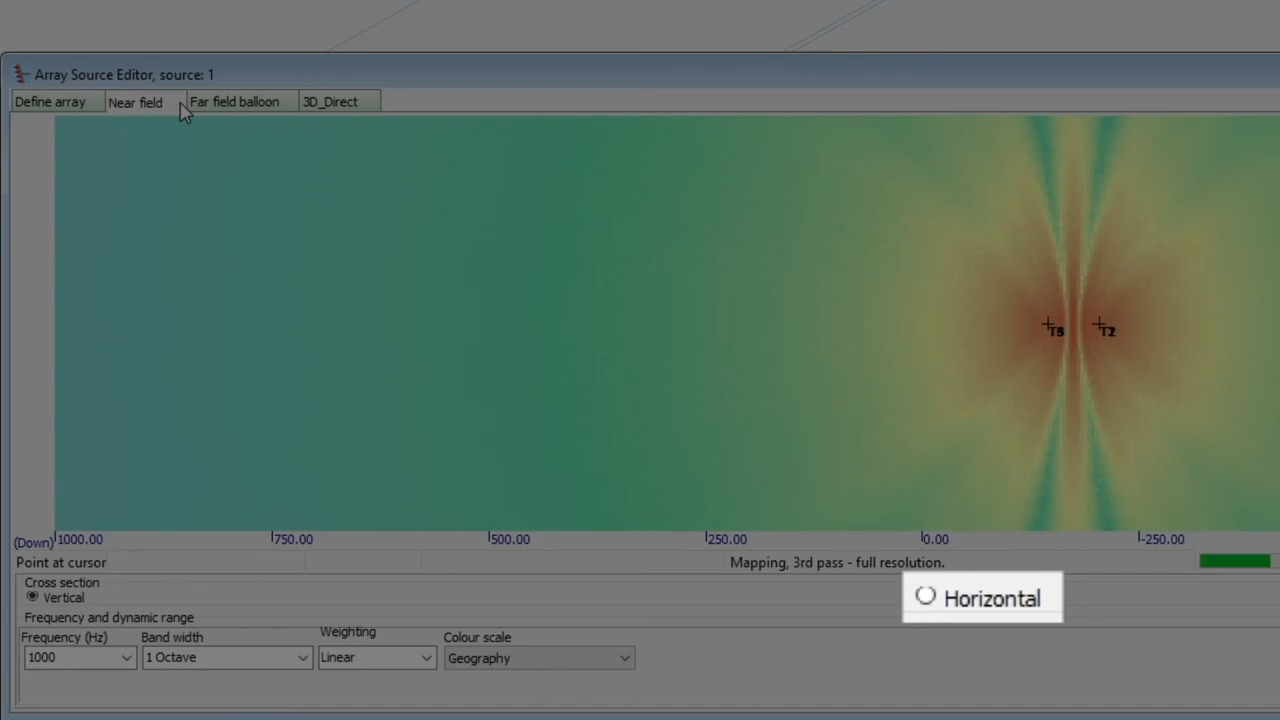 Array Source Editor, source: 1
Define array Near field Far field balloon 3D_Direct
T5 T2
(Down) 1000.00 750.00 500.00 250.00 0.00 -250.00
Point at cursor Mapping, 3rd pass - full resolution.
Cross section
Vertical Horizontal
Frequency and dynamic range
Frequency (Hz) Band width Weighting Colour scale
1000 1 Octave Linear Geography